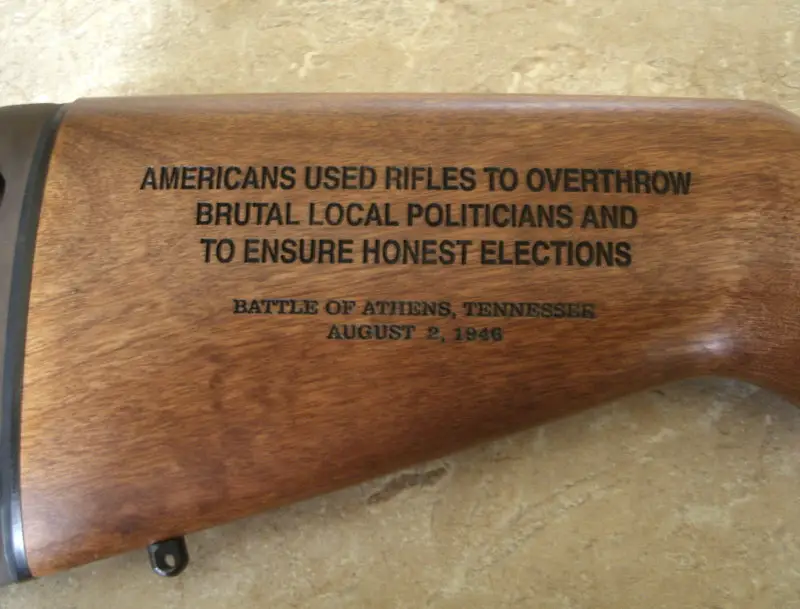 AMERICANS USED RIFLES TO OVERTHROW
BRUTAL LOCAL POLITICIANS AND
TO ENSURE HONEST ELECTIONS
BATTLE OF ATHENS, TENNESSEE
AUGUST 2, 1946